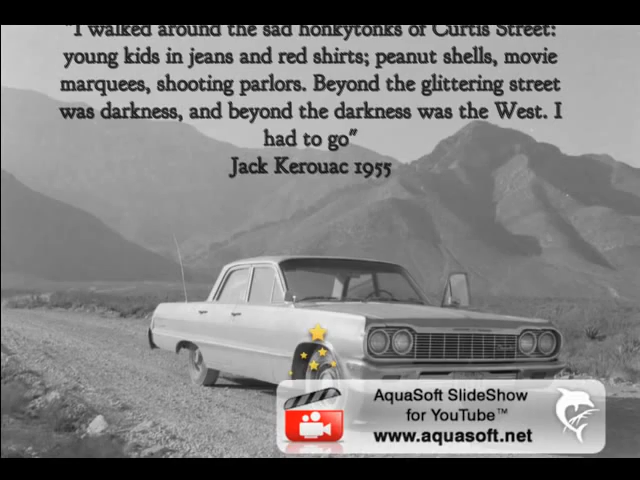 "I walked around the sad honkytonks of Curtis Street:
young kids in jeans and red shirts; peanut shells, movie
marquees, shooting parlors. Beyond the glittering street
was darkness, and beyond the darkness was the West. I
had to go"
Jack Kerouac 1955
AquaSoft SlideShow
for YouTube™
www.aquasoft.net